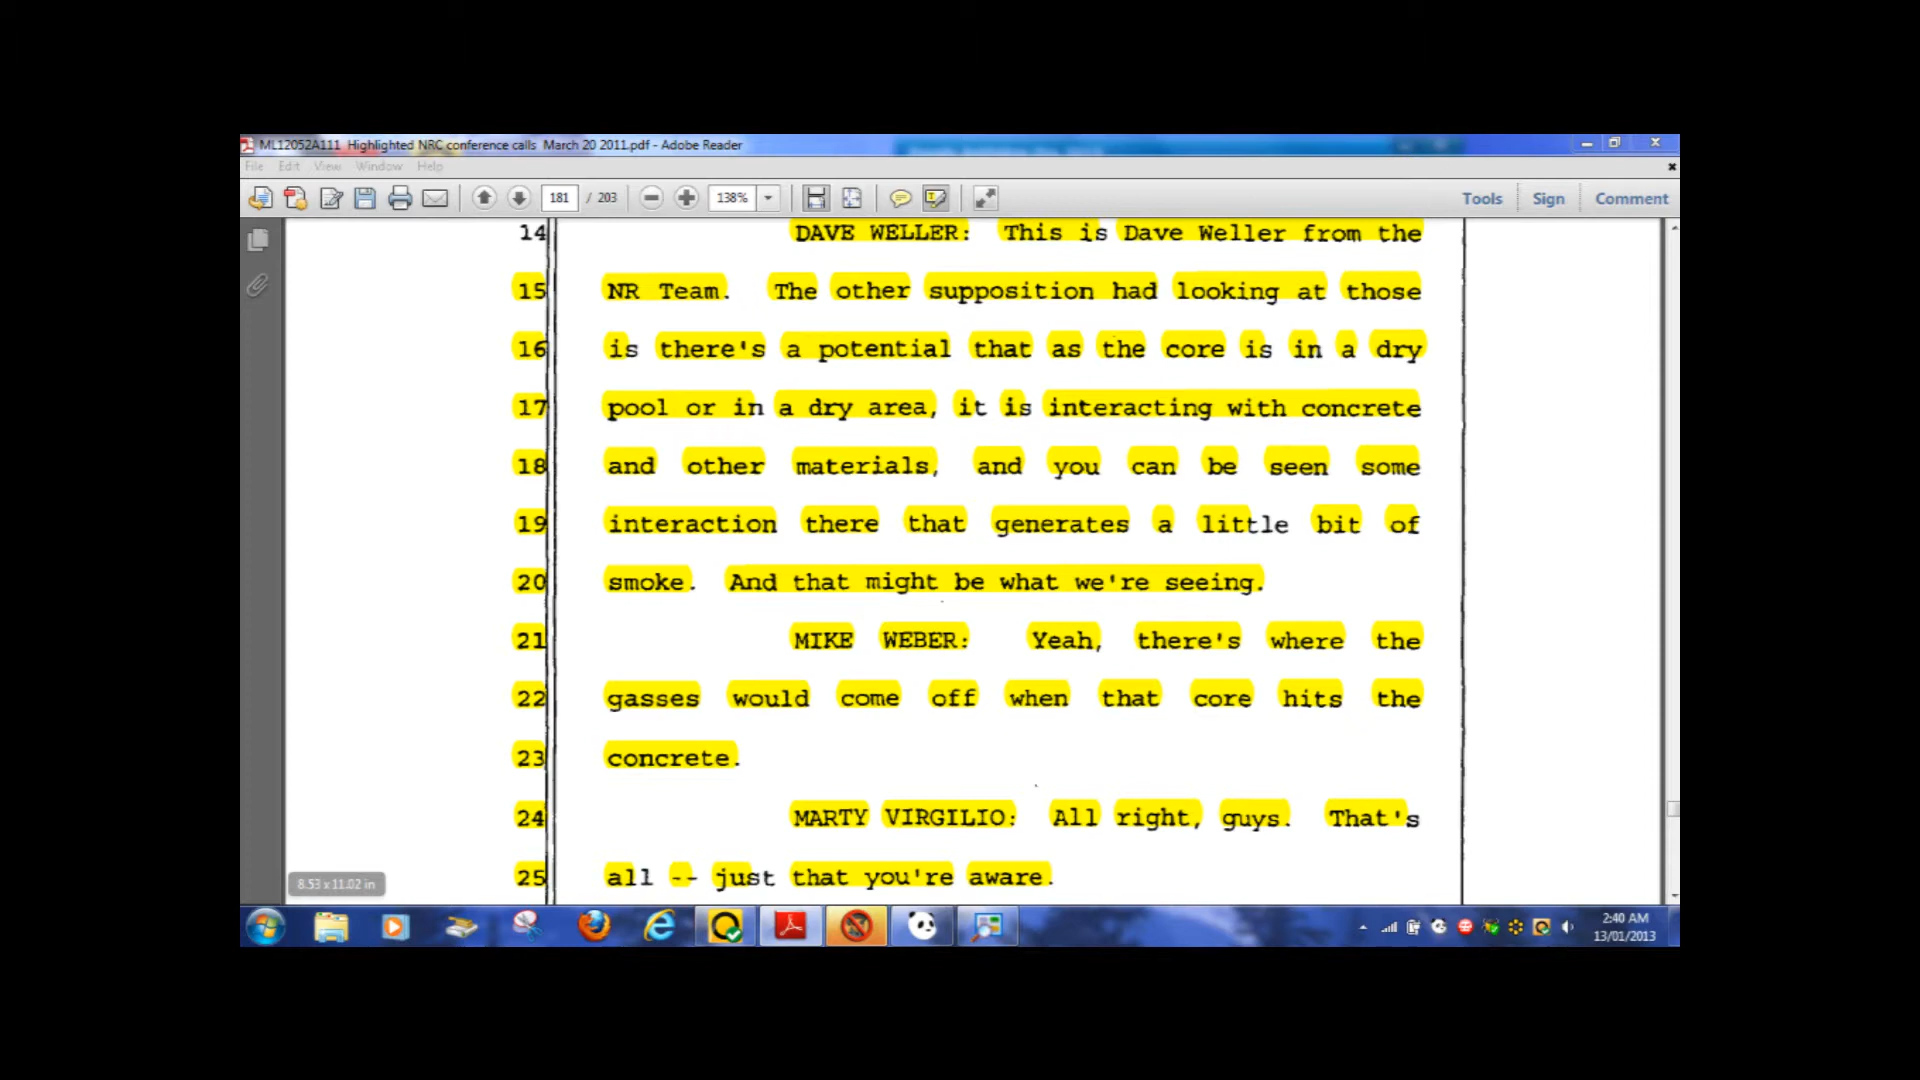 ML12052A111 Highlighted NRC conference calls March 20 2011.pdf - Adobe Reader
File Edit View Window Help
181 / 203 138% Tools Sign Comment
14 DAVE WELLER: This is Dave Weller from the
15 NR Team. The other supposition had looking at those
16 is there's a potential that as the core is in a dry
17 pool or in a dry area, it is interacting with concrete
18 and other materials, and you can be seen some
19 interaction there that generates a little bit of
20 smoke. And that might be what we're seeing.
21 MIKE WEBER: Yeah, there's where the
22 gasses would come off when that core hits the
23 concrete.
24 MARTY VIRGILIO: All right, guys. That's
25 all -- just that you're aware.
8.53 x 11.02 in
2:40 AM
13/01/2013